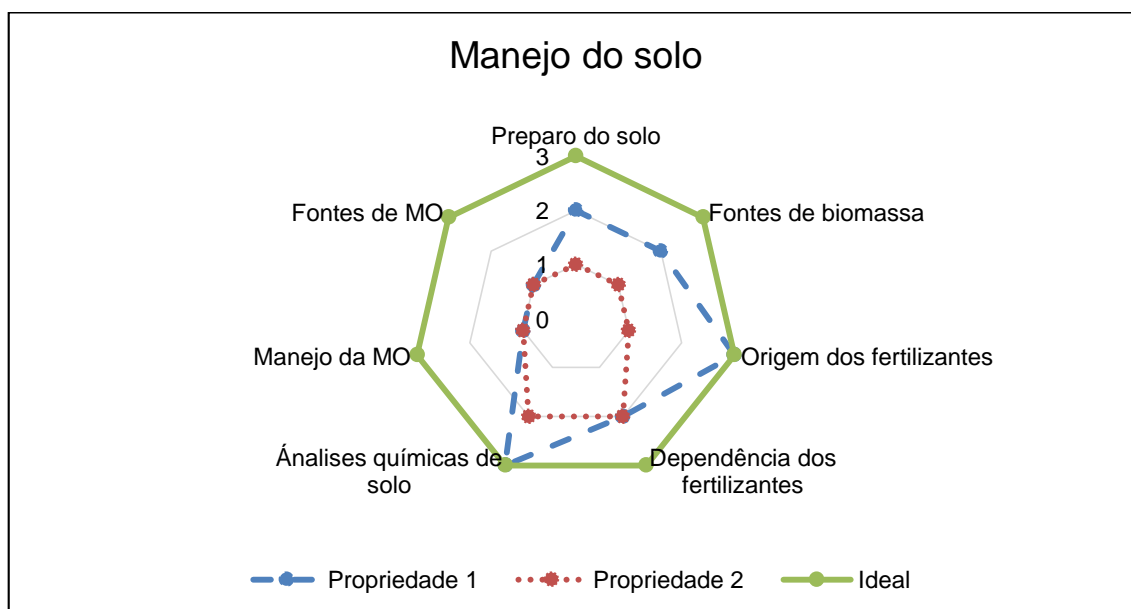 Manejo do solo
Preparo do solo
3
Fontes de MO
2
Fontes de biomassa
1
0
Manejo da MO
Origem dos fertilizantes
Ánalises químicas de
solo
Dependência dos
fertilizantes
Propriedade 1
Propriedade 2
Ideal